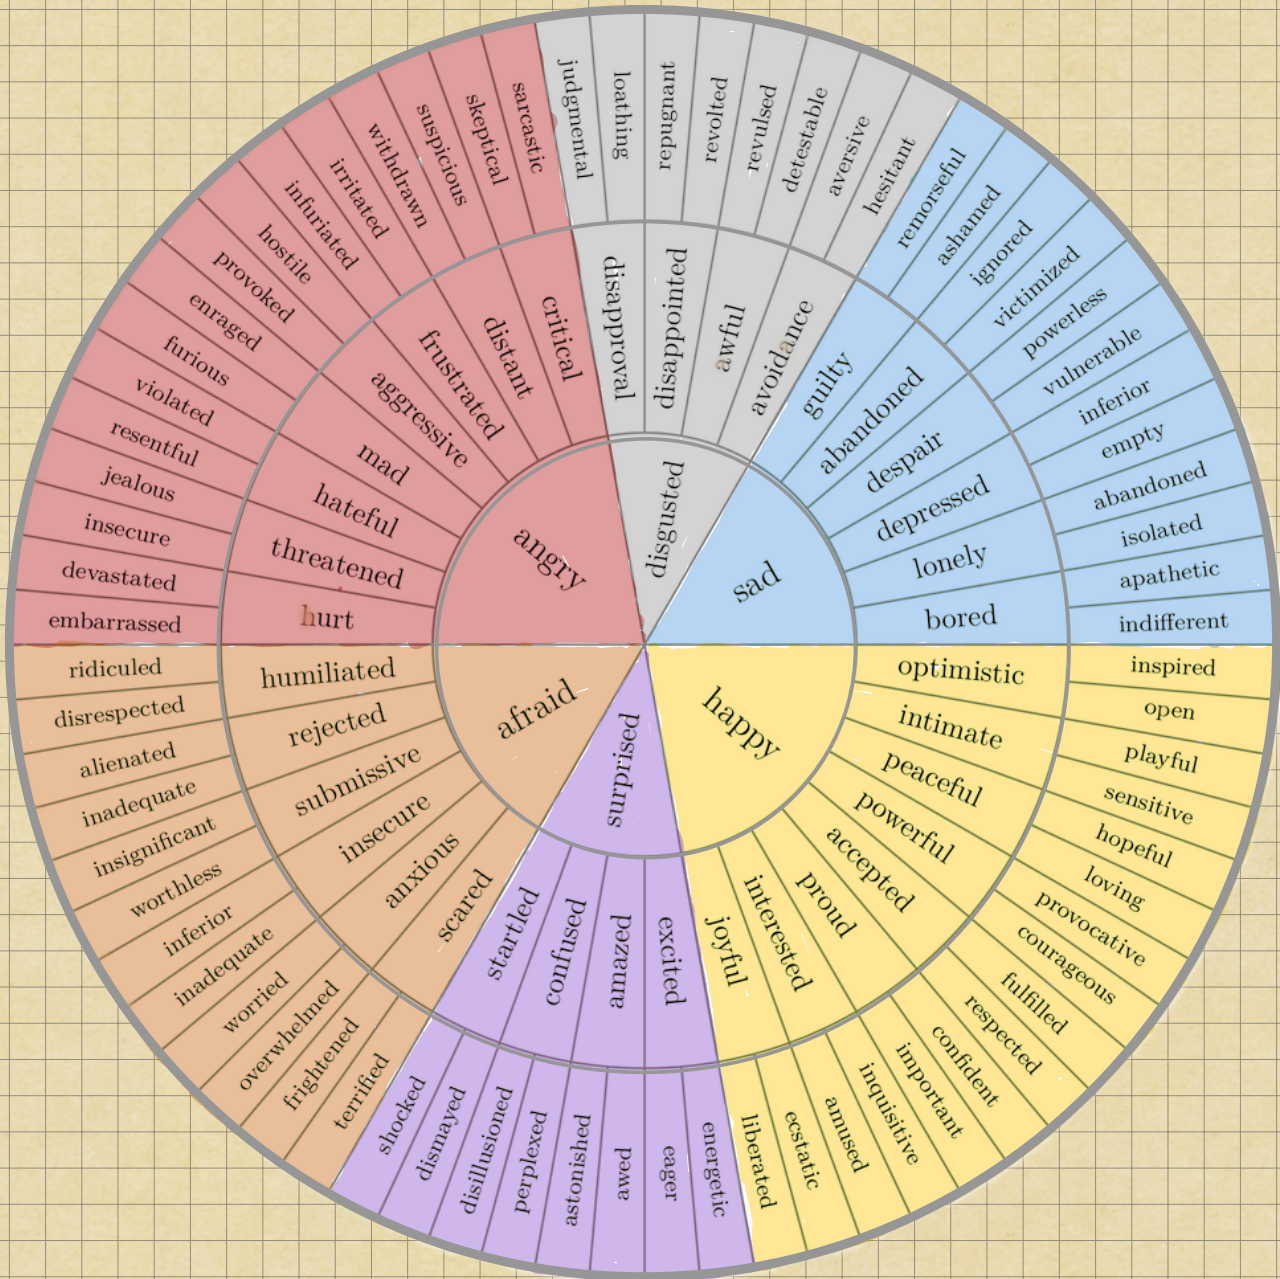 angry
disgusted
sad
happy
surprised
afraid
critical
distant
frustrated
aggressive
mad
hateful
threatened
hurt
disapproval
disappointed
awful
avoidance
guilty
abandoned
despair
depressed
lonely
bored
optimistic
intimate
peaceful
powerful
accepted
proud
interested
joyful
excited
amazed
confused
startled
scared
anxious
insecure
submissive
rejected
humiliated
sarcastic
skeptical
suspicious
withdrawn
irritated
infuriated
hostile
provoked
enraged
furious
violated
resentful
jealous
insecure
devastated
embarrassed
judgmental
loathing
repugnant
revolted
revulsed
detestable
aversive
hesitant
remorseful
ashamed
ignored
victimized
powerless
vulnerable
inferior
empty
abandoned
isolated
apathetic
indifferent
inspired
open
playful
sensitive
hopeful
loving
provocative
courageous
fulfilled
respected
confident
important
inquisitive
amused
ecstatic
liberated
energetic
eager
awed
astonished
perplexed
disillusioned
dismayed
shocked
terrified
frightened
overwhelmed
worried
inadequate
inferior
worthless
insignificant
inadequate
alienated
disrespected
ridiculed